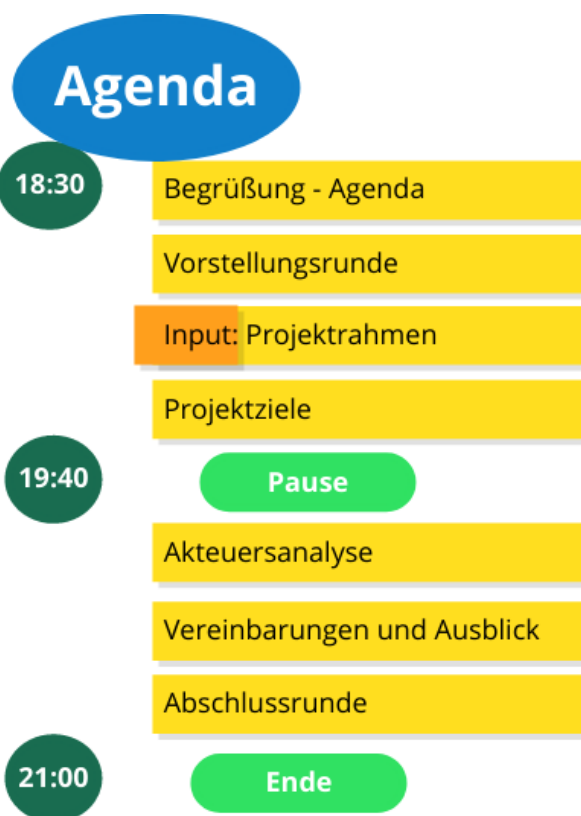 Agenda
18:30
Begrüßung - Agenda
Vorstellungsrunde
Input: Projektrahmen
Projektziele
19:40
Pause
Akteuersanalyse
Vereinbarungen und Ausblick
Abschlussrunde
21:00
Ende